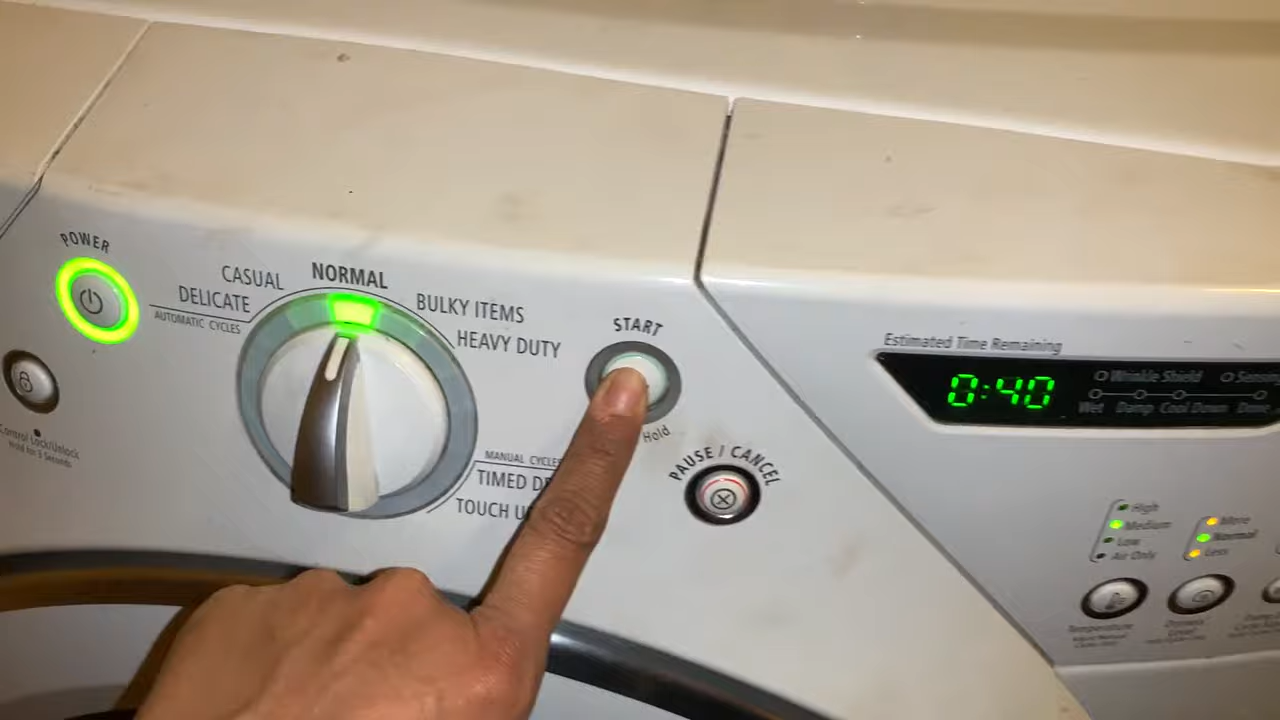 POWER
CASUAL
NORMAL
DELICATE
BULKY ITEMS
AUTOMATIC CYCLES
HEAVY DUTY
START
Hold
Control Lock/Unlock
Hold for 3 Seconds
MANUAL CYCLES
TIMED
TOUCH
PAUSE / CANCEL
Estimated Time Remaining
0:40
Wrinkle Shield
Wet Damp Cool Down Done
High
Medium
Low
Air Only
More
Normal
Less
Temperature